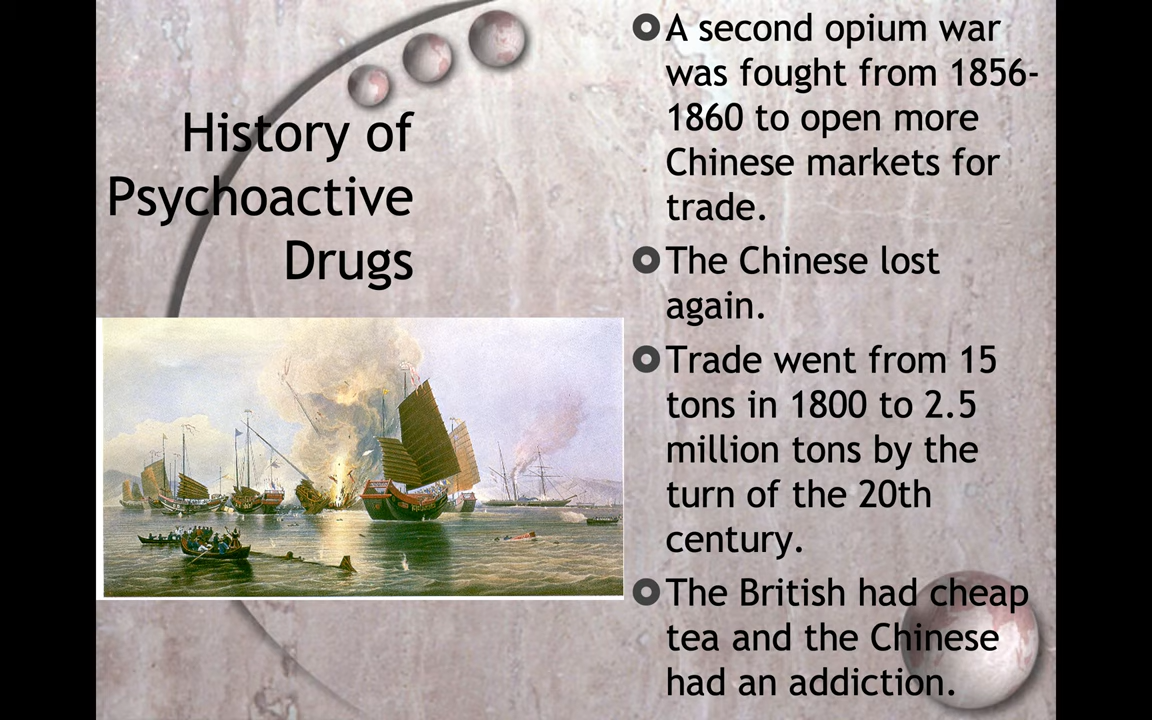 History of
Psychoactive
Drugs
A second opium war
was fought from 1856-
1860 to open more
Chinese markets for
trade.
The Chinese lost
again.
Trade went from 15
tons in 1800 to 2.5
million tons by the
turn of the 20th
century.
The British had cheap
tea and the Chinese
had an addiction.